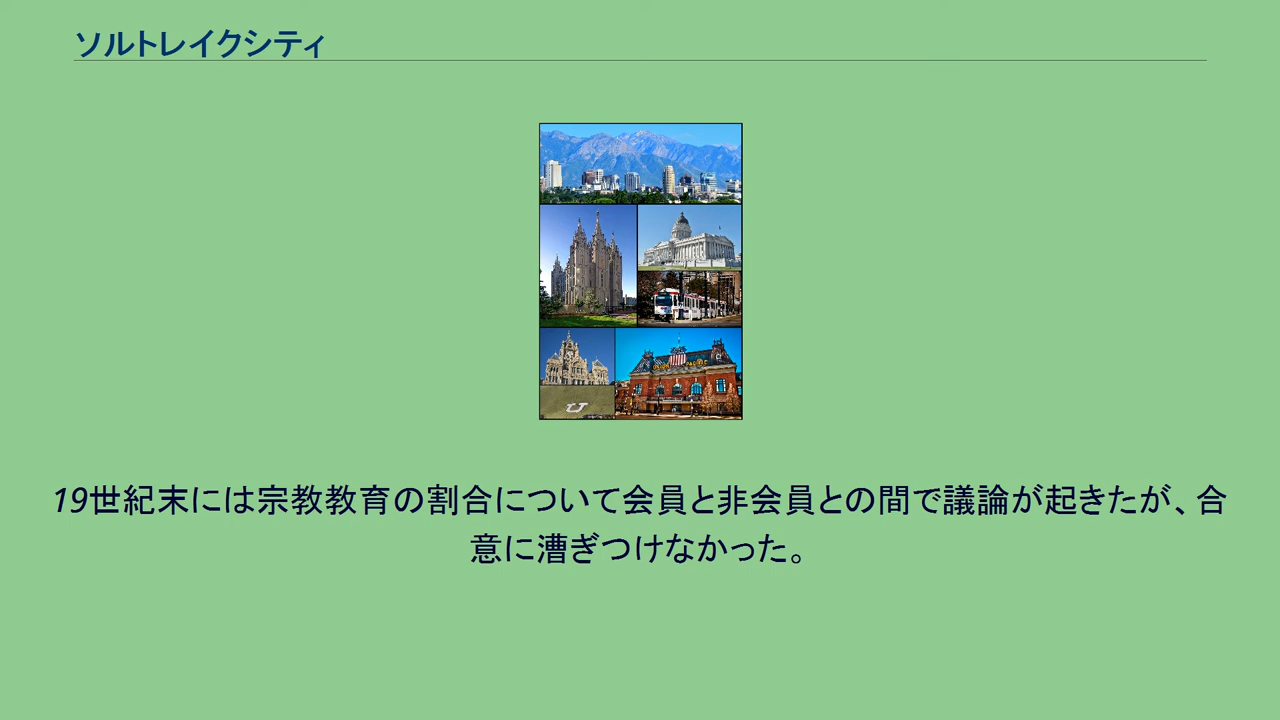 ソルトレイクシティ
UNION PACIFIC
U
19世紀末には宗教教育の割合について会員と非会員との間で議論が起きたが、合
意に漕ぎつけなかった。